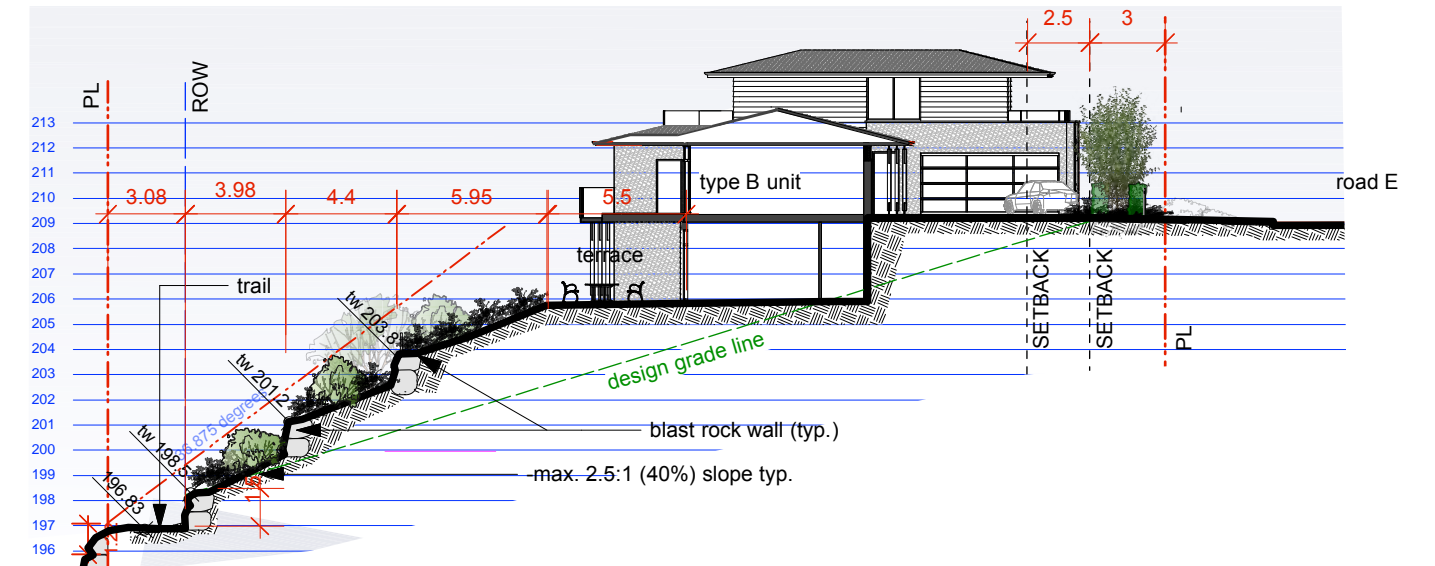 2.5
3
PL
ROW
213
212
211
210
209
208
207
206
205
204
203
202
201
200
199
198
197
196
3.08
3.98
4.4
5.95
5.5
type B unit
road E
terrace
trail
SETBACK
SETBACK
PL
tw 203.8
tw 201.2
tw 198.5
196.83
36.875 degrees
design grade line
blast rock wall (typ.)
-max. 2.5:1 (40%) slope typ.